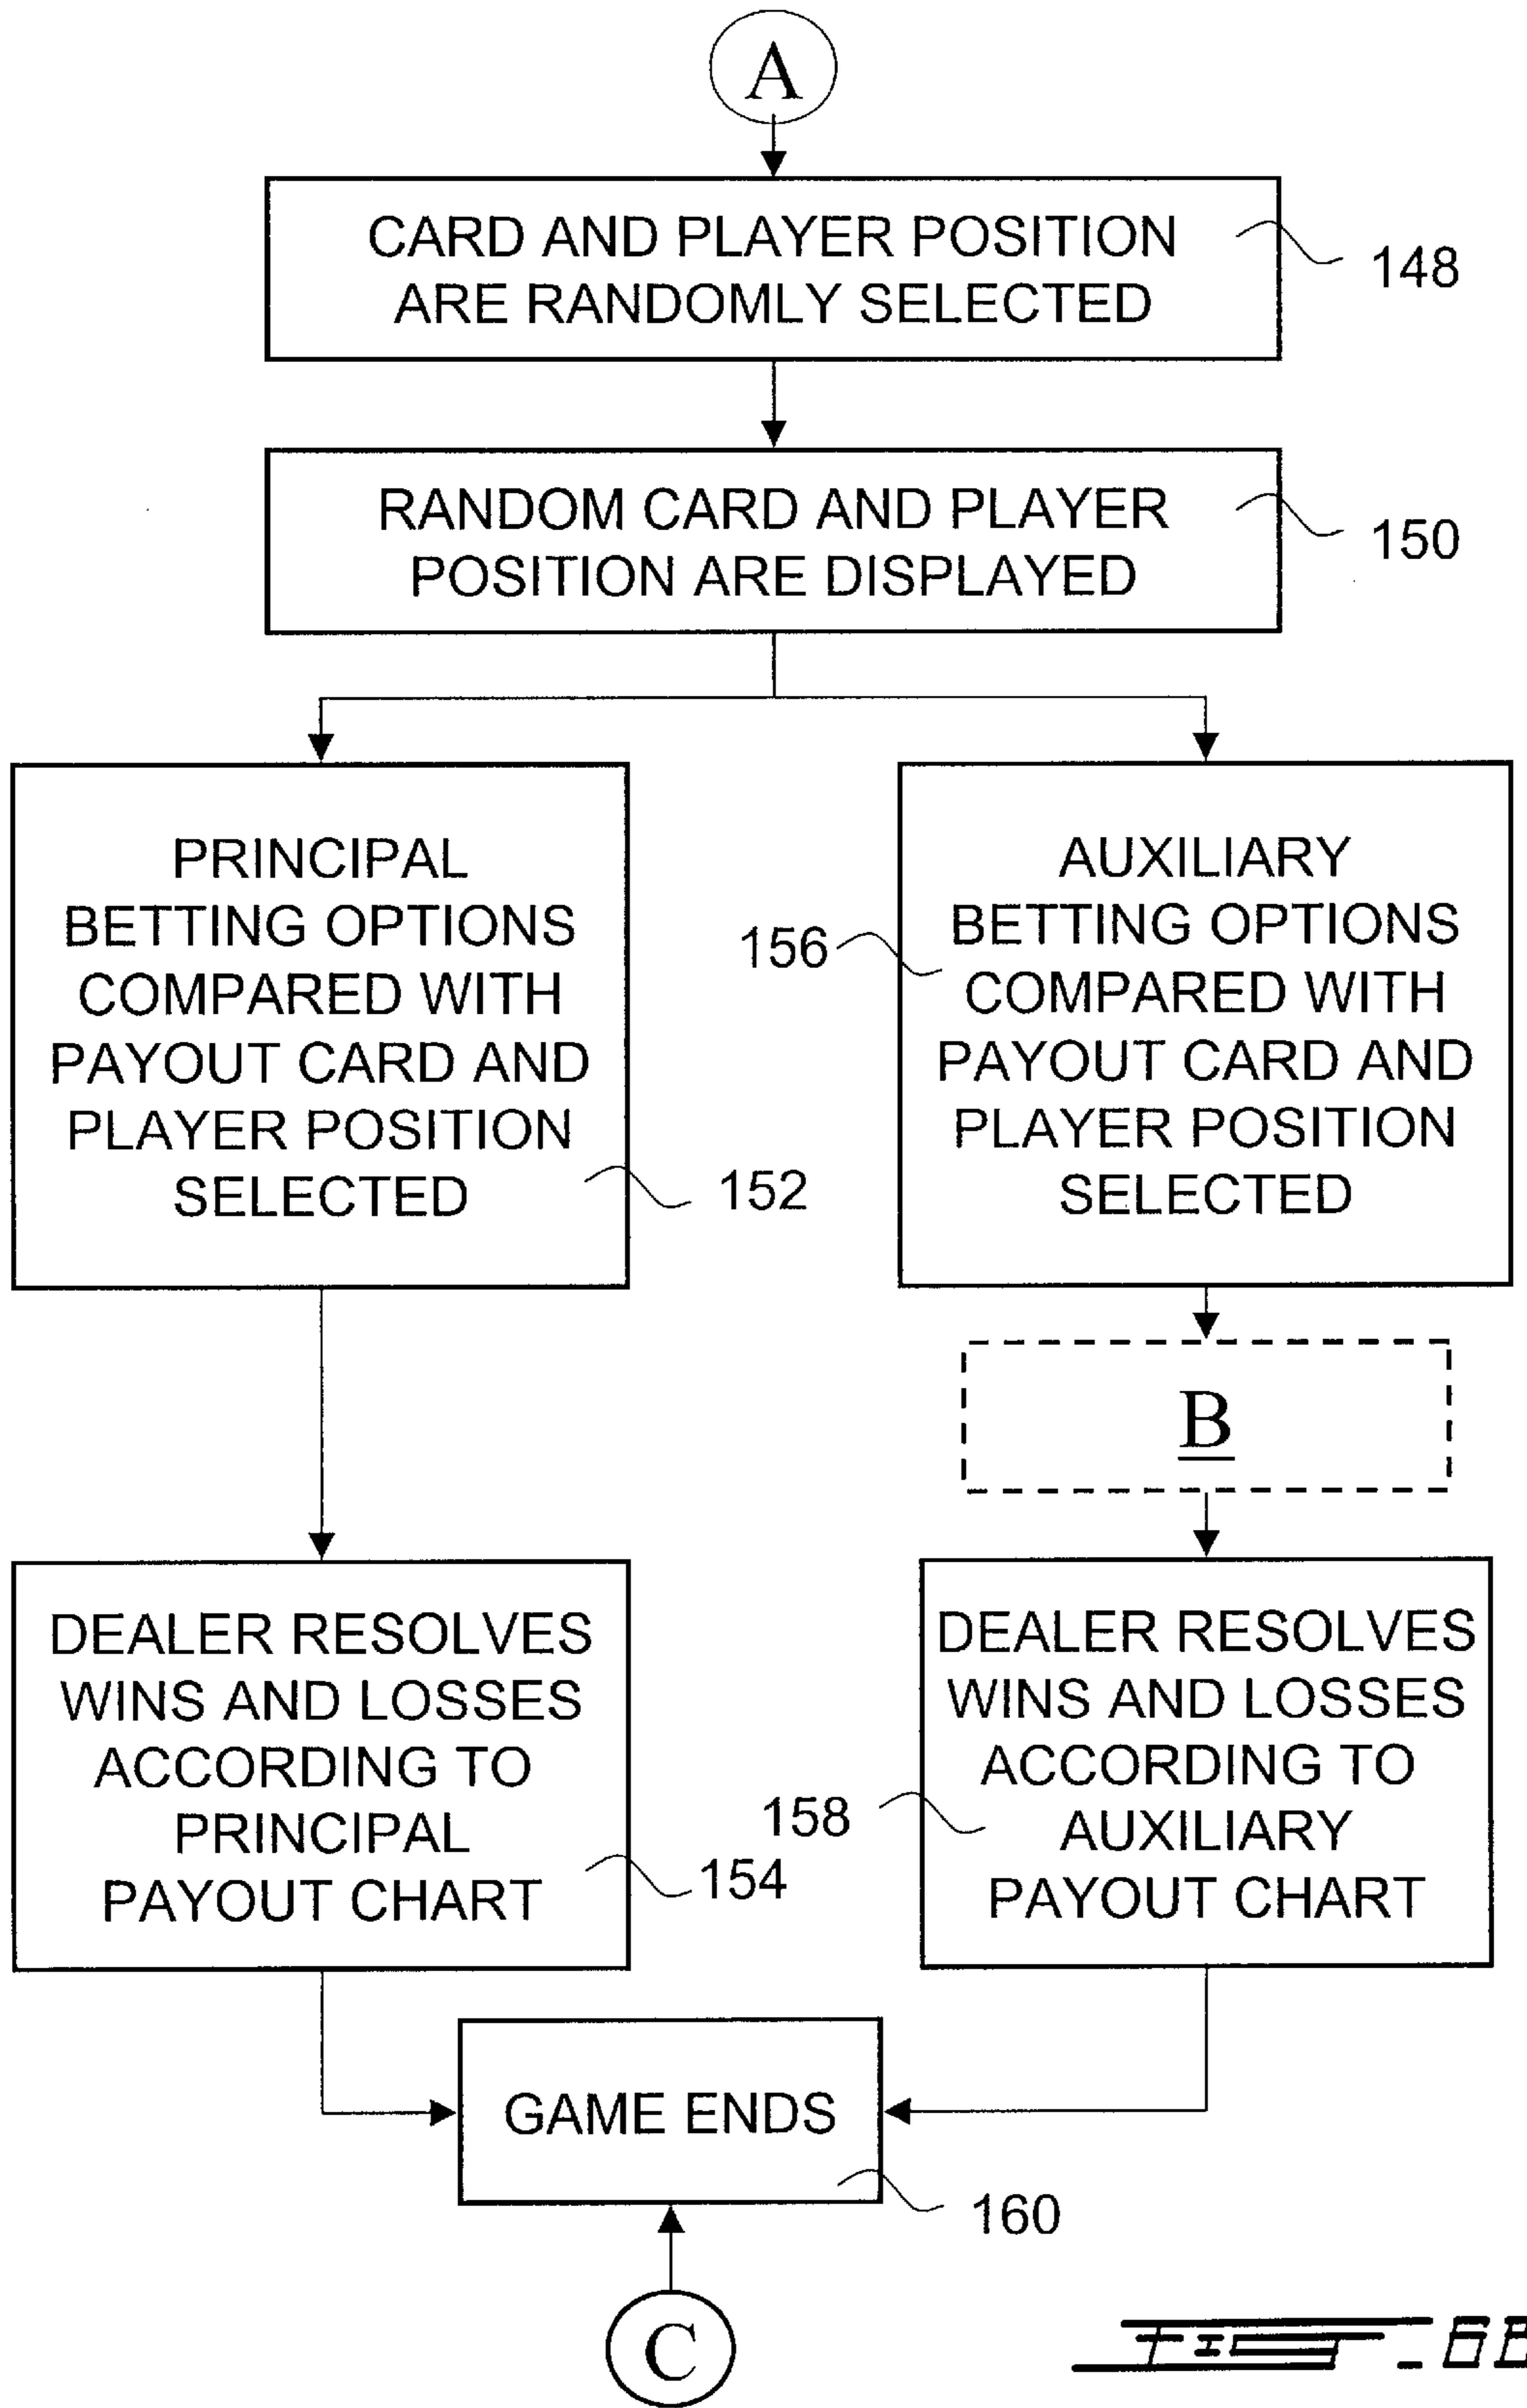 A
CARD AND PLAYER POSITION
ARE RANDOMLY SELECTED
148
RANDOM CARD AND PLAYER
POSITION ARE DISPLAYED
150
PRINCIPAL
BETTING OPTIONS
COMPARED WITH
PAYOUT CARD AND
PLAYER POSITION
SELECTED
152
AUXILIARY
BETTING OPTIONS
COMPARED WITH
PAYOUT CARD AND
PLAYER POSITION
SELECTED
156
B
DEALER RESOLVES
WINS AND LOSSES
ACCORDING TO
PRINCIPAL
PAYOUT CHART
154
DEALER RESOLVES
WINS AND LOSSES
ACCORDING TO
AUXILIARY
PAYOUT CHART
158
GAME ENDS
160
C
FIG - 6B